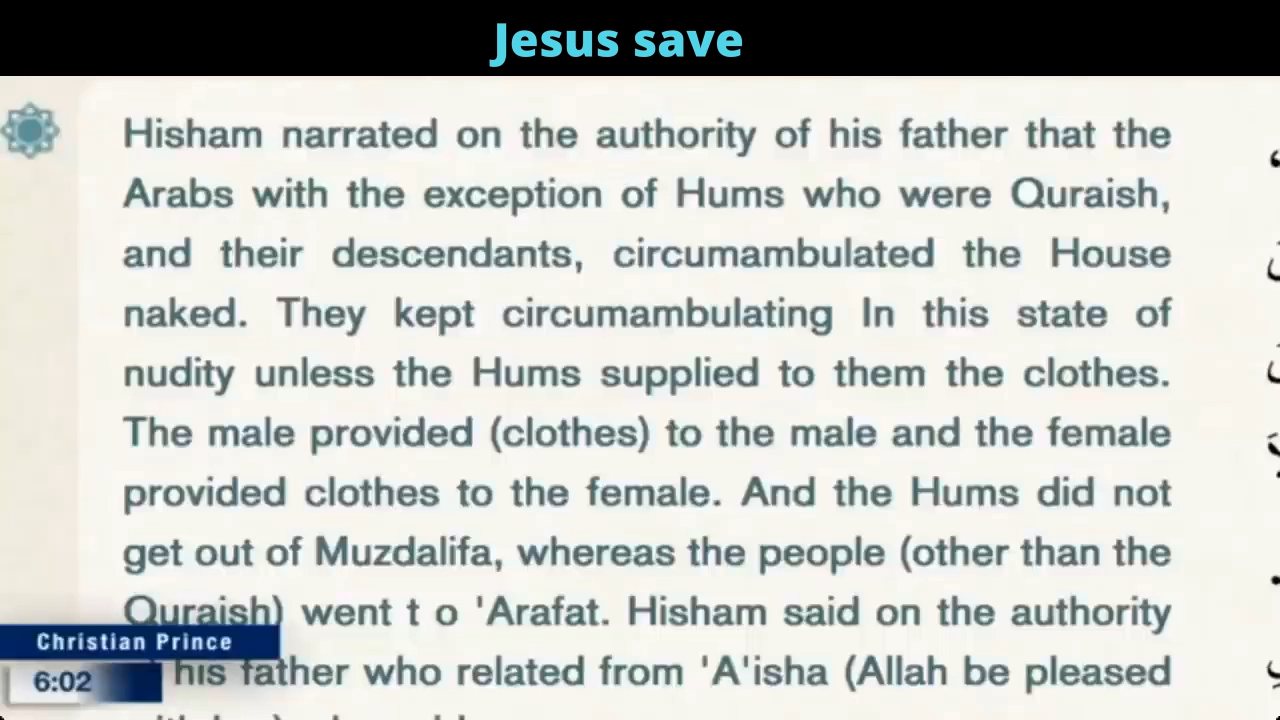 Jesus save
Hisham narrated on the authority of his father that the
Arabs with the exception of Hums who were Quraish,
and their descendants, circumambulated the House
naked. They kept circumambulating In this state of
nudity unless the Hums supplied to them the clothes.
The male provided (clothes) to the male and the female
provided clothes to the female. And the Hums did not
get out of Muzdalifa, whereas the people (other than the
Quraish) went t o 'Arafat. Hisham said on the authority
his father who related from 'A'isha (Allah be pleased
Christian Prince
6:02